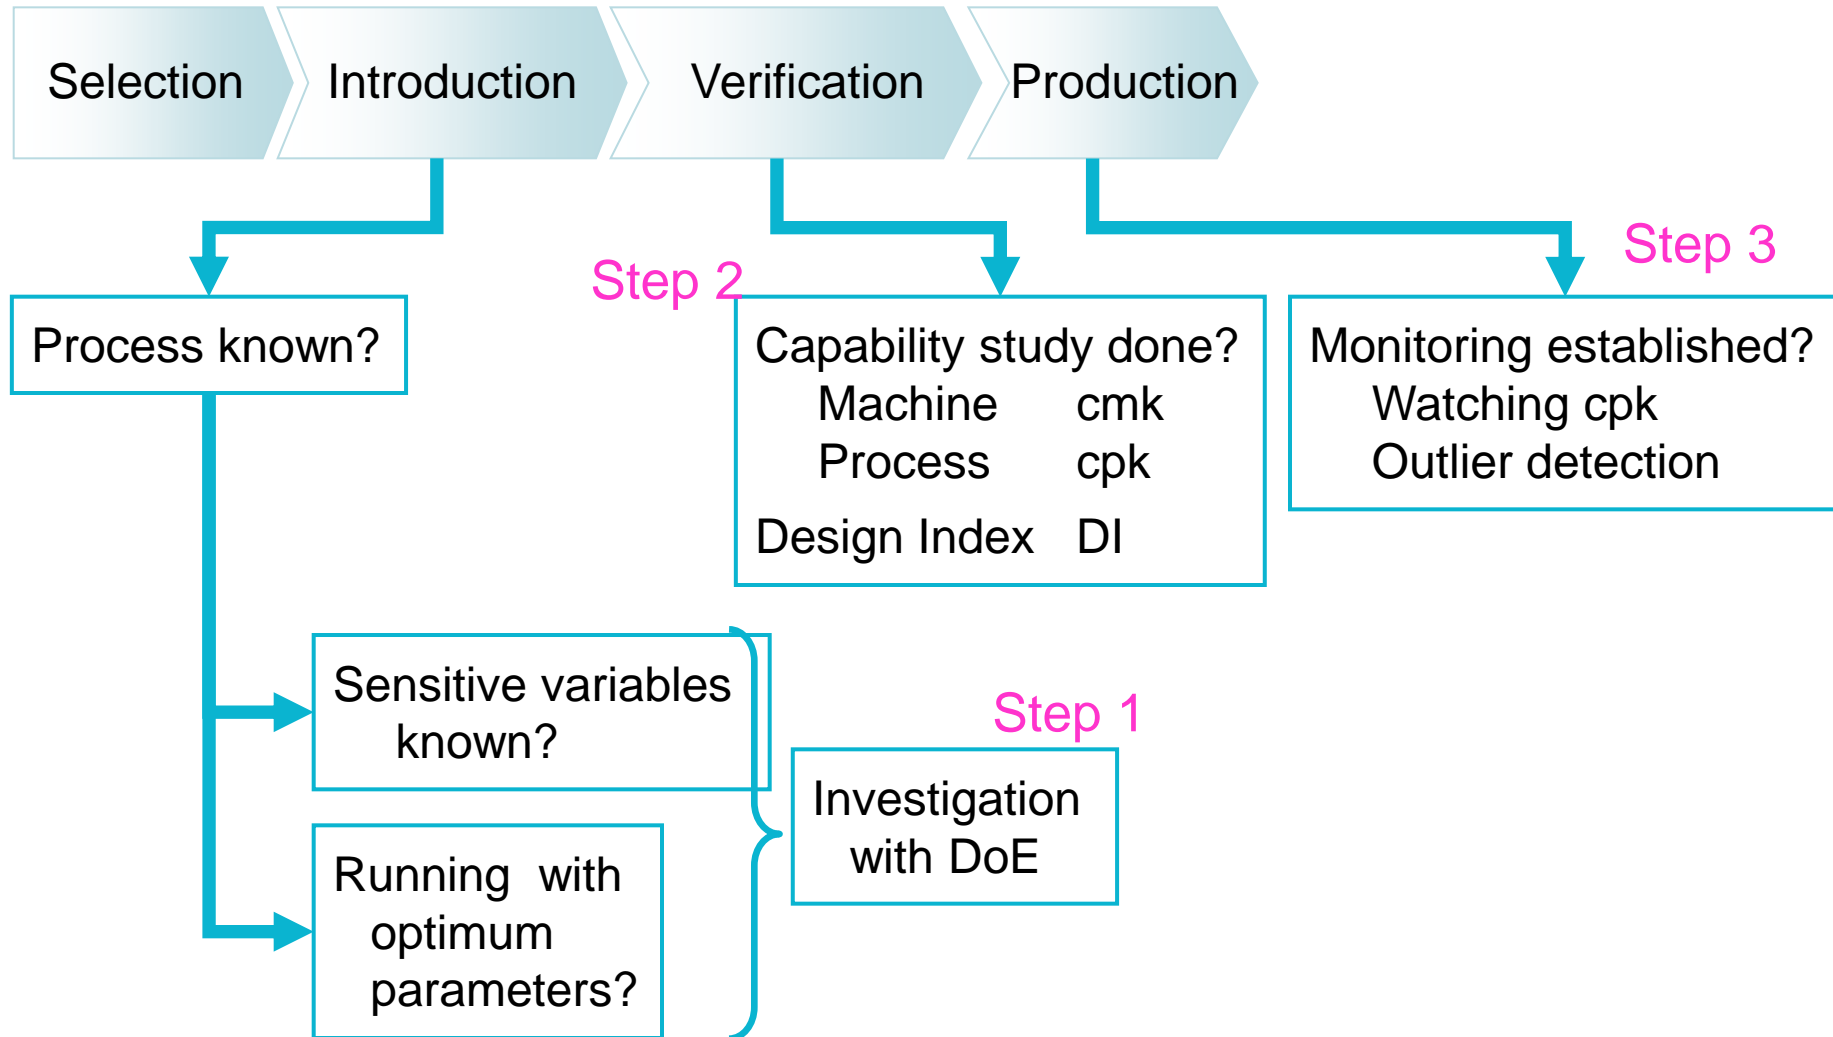 Selection
Introduction
Verification
Production
Step 3
Step 2
Process known?
Capability study done?
Machine cmk
Process cpk
Design Index DI
Monitoring established?
Watching cpk
Outlier detection
Sensitive variables
known?
Step 1
Investigation
with DoE
Running with
optimum
parameters?